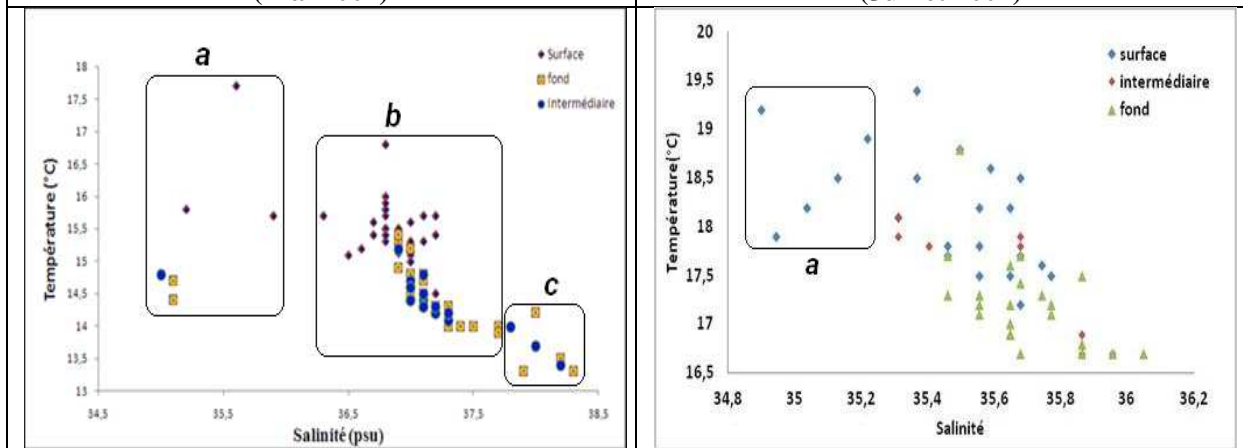 a
b
c
Surface
fond
Intermédiaire
Température (°C)
18
17,5
17
16,5
16
15,5
15
14,5
14
13,5
13
34,5
35,5
36,5
37,5
38,5
Salinité (psu)
surface
intermédiaire
fond
a
Température(°C)
20
19,5
19
18,5
18
17,5
17
16,5
34,8
35
35,2
35,4
35,6
35,8
36
36,2
Salinité